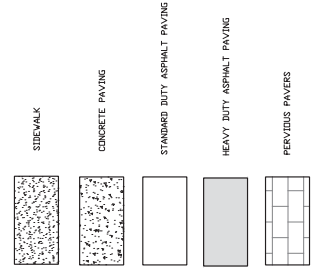 SIDEWALK
CONCRETE PAVING
STANDARD DUTY ASPHALT PAVING
HEAVY DUTY ASPHALT PAVING
PERVIOUS PAVERS